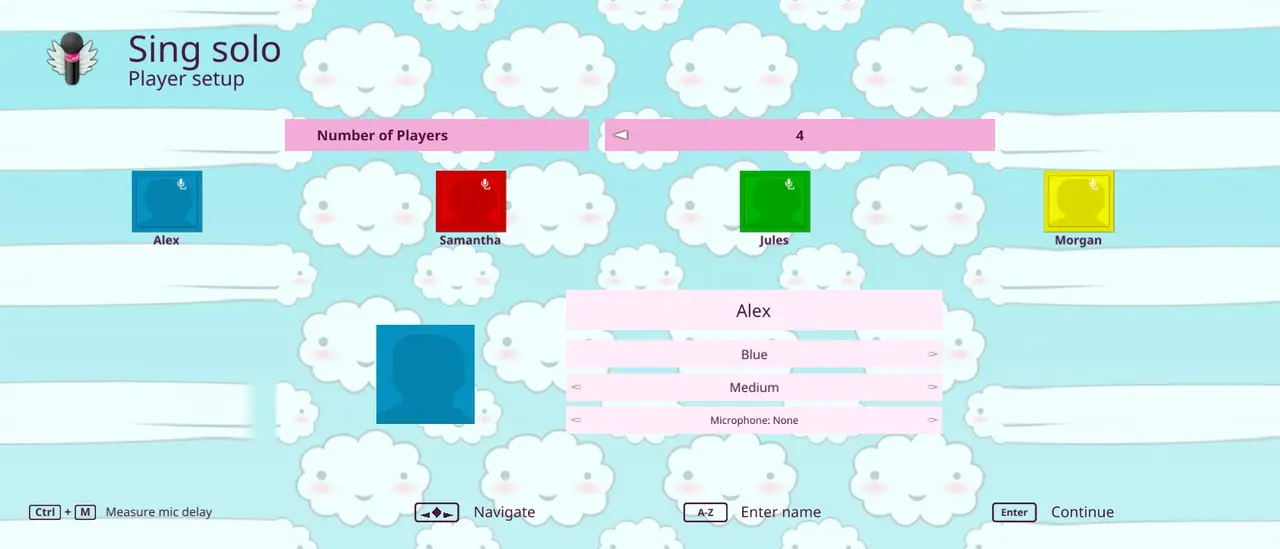 Sing solo
Player setup
Number of Players
4
Alex
Samantha
Jules
Morgan
Alex
Blue
Medium
Microphone: None
Ctrl + M Measure mic delay
Navigate
A-Z Enter name
Enter Continue